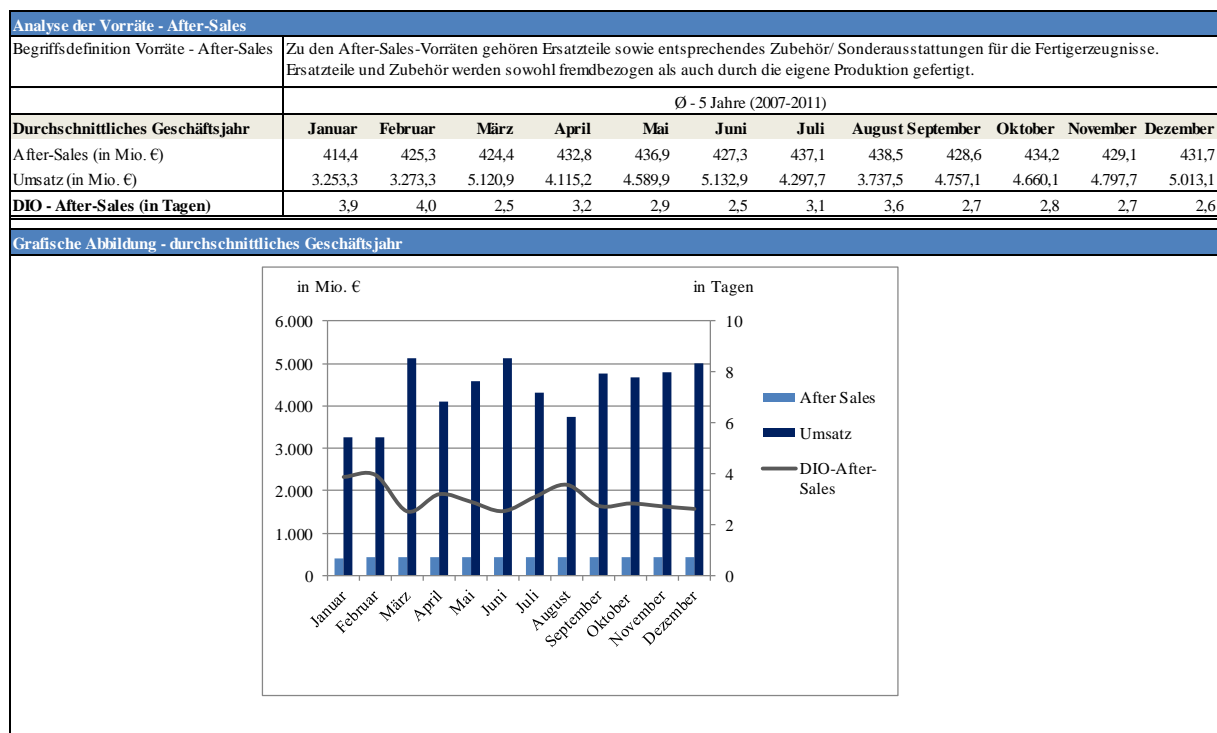 Analyse der Vorräte - After-Sales
Begriffsdefinition Vorräte - After-Sales Zu den After-Sales-Vorräten gehören Ersatzteile sowie entsprechendes Zubehör/ Sonderausstattungen für die Fertigerzeugnisse.
Ersatzteile und Zubehör werden sowohl fremdbezogen als auch durch die eigene Produktion gefertigt.
Ø - 5 Jahre (2007-2011)
Durchschnittliches Geschäftsjahr Januar Februar März April Mai Juni Juli August September Oktober November Dezember
After-Sales (in Mio. €) 414,4 425,3 424,4 432,8 436,9 427,3 437,1 438,5 428,6 434,2 429,1 431,7
Umsatz (in Mio. €) 3.253,3 3.273,3 5.120,9 4.115,2 4.589,9 5.132,9 4.297,7 3.737,5 4.757,1 4.660,1 4.797,7 5.013,1
DIO - After-Sales (in Tagen) 3,9 4,0 2,5 3,2 2,9 2,5 3,1 3,6 2,7 2,8 2,7 2,6
Grafische Abbildung - durchschnittliches Geschäftsjahr
in Mio. € in Tagen
6.000 10
5.000 8
4.000 6
3.000
2.000 4
1.000 2
0 0
After Sales
Umsatz
DIO-After-
Sales
Januar Februar März April Mai Juni Juli August September Oktober November Dezember